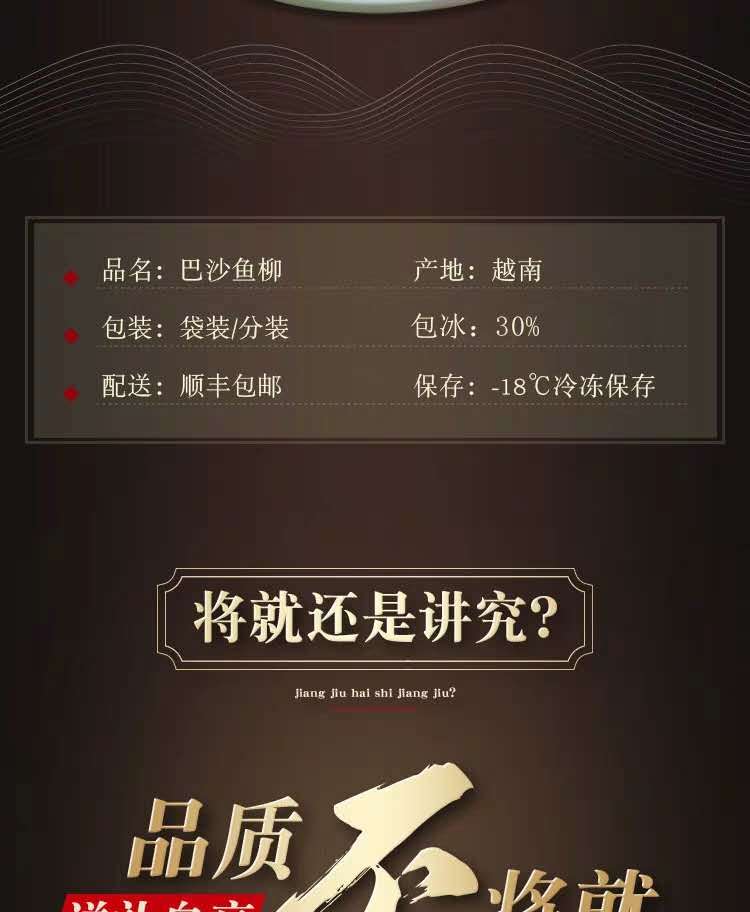 品名：巴沙鱼柳 产地：越南
包装：袋装/分装 包冰：30%
配送：顺丰包邮 保存：-18℃冷冻保存
将就还是讲究?
jiang jiu hai shi jiang jiu?
品质不将就